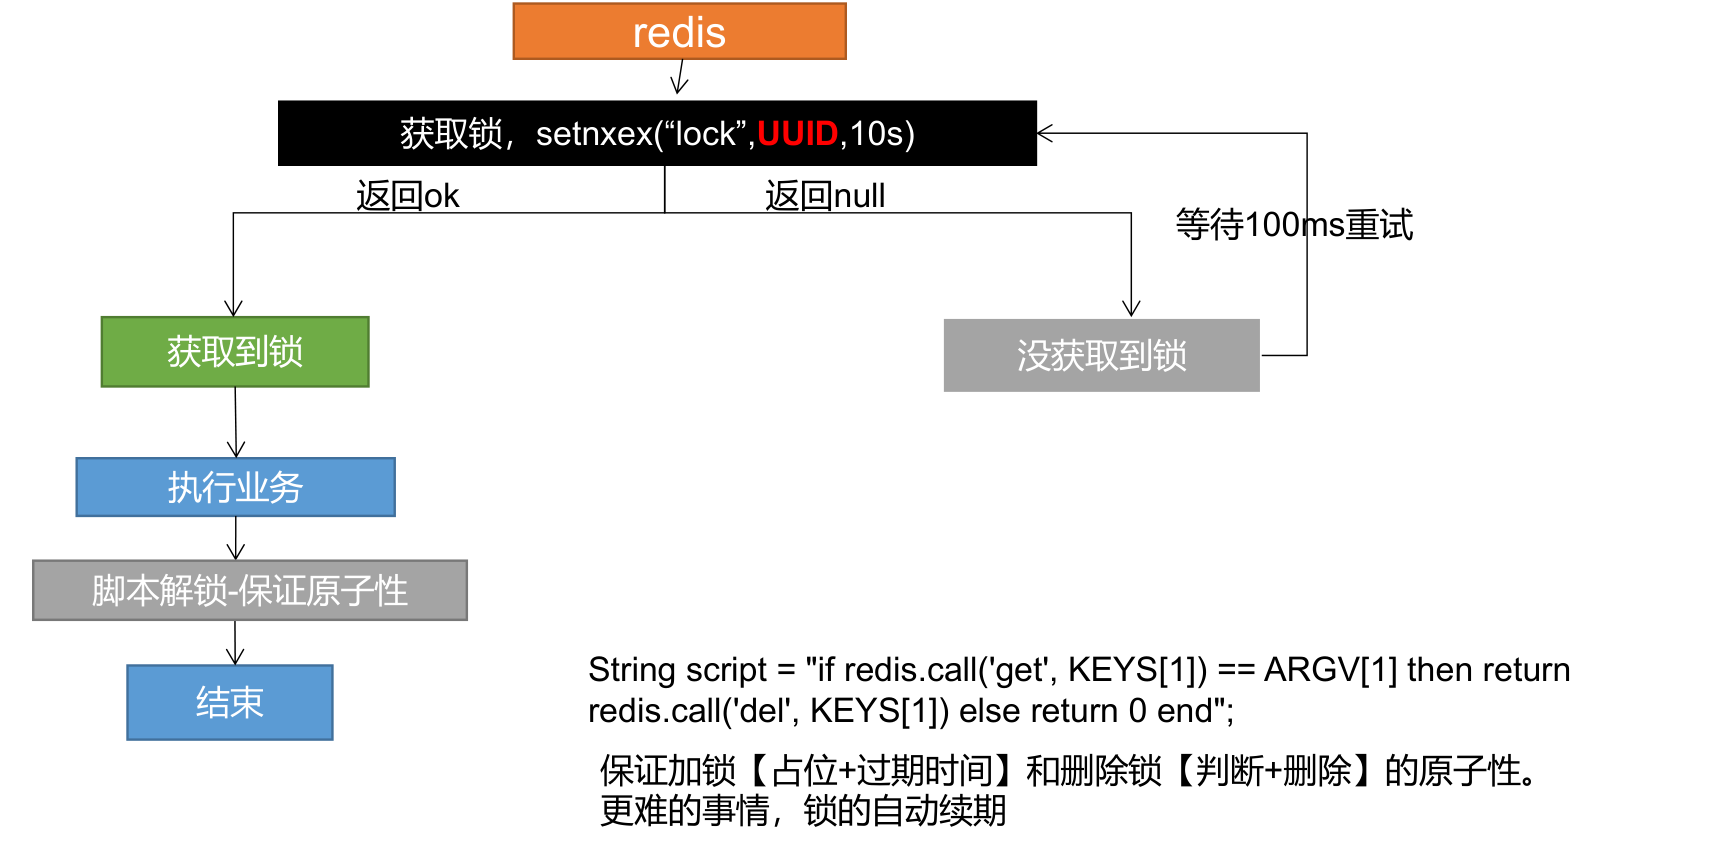 redis
获取锁，setnxex(“lock”,UUID,10s)
返回ok
返回null
等待100ms重试
获取到锁
没获取到锁
执行业务
脚本解锁-保证原子性
结束
String script = "if redis.call('get', KEYS[1]) == ARGV[1] then return
redis.call('del', KEYS[1]) else return 0 end";
保证加锁【占位+过期时间】和删除锁【判断+删除】的原子性。
更难的事情，锁的自动续期